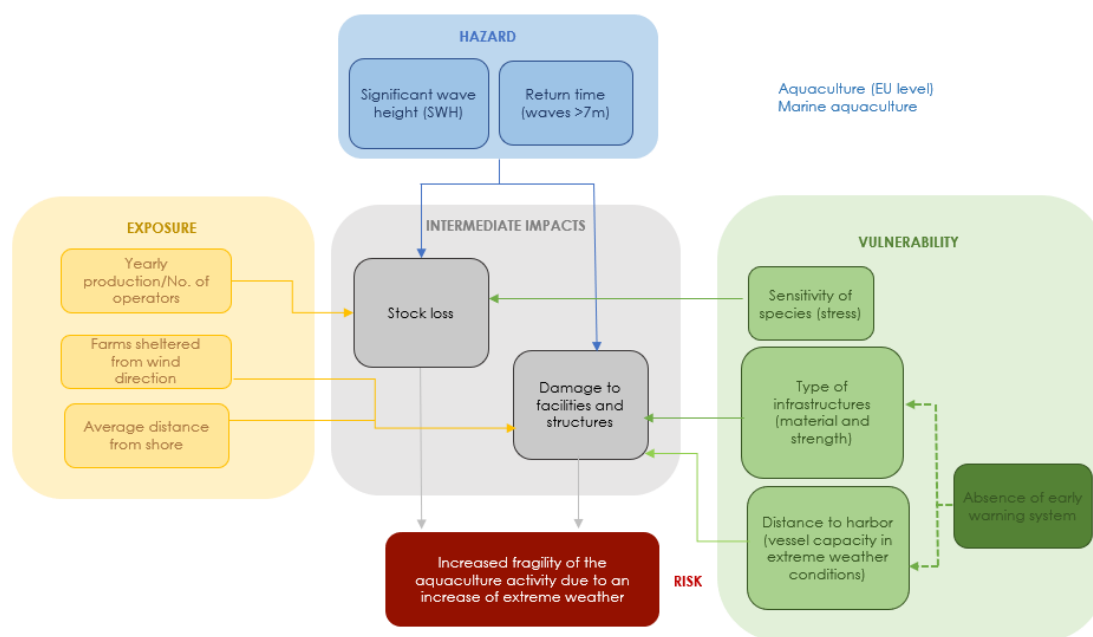 HAZARD
Significant wave
height (SWH)
Return time
(waves >7m)
Aquaculture (EU level)
Marine aquaculture
EXPOSURE
Yearly
production/No. of
operators
Farms sheltered
from wind
direction
Average distance
from shore
INTERMEDIATE IMPACTS
Stock loss
Damage to
facilities and
structures
VULNERABILITY
Sensitivity of
species (stress)
Type of
infrastructures
(material and
strength)
Distance to harbor
(vessel capacity in
extreme weather
conditions)
Absence of early
warning system
Increased fragility of the
aquaculture activity due to an
increase of extreme weather
RISK